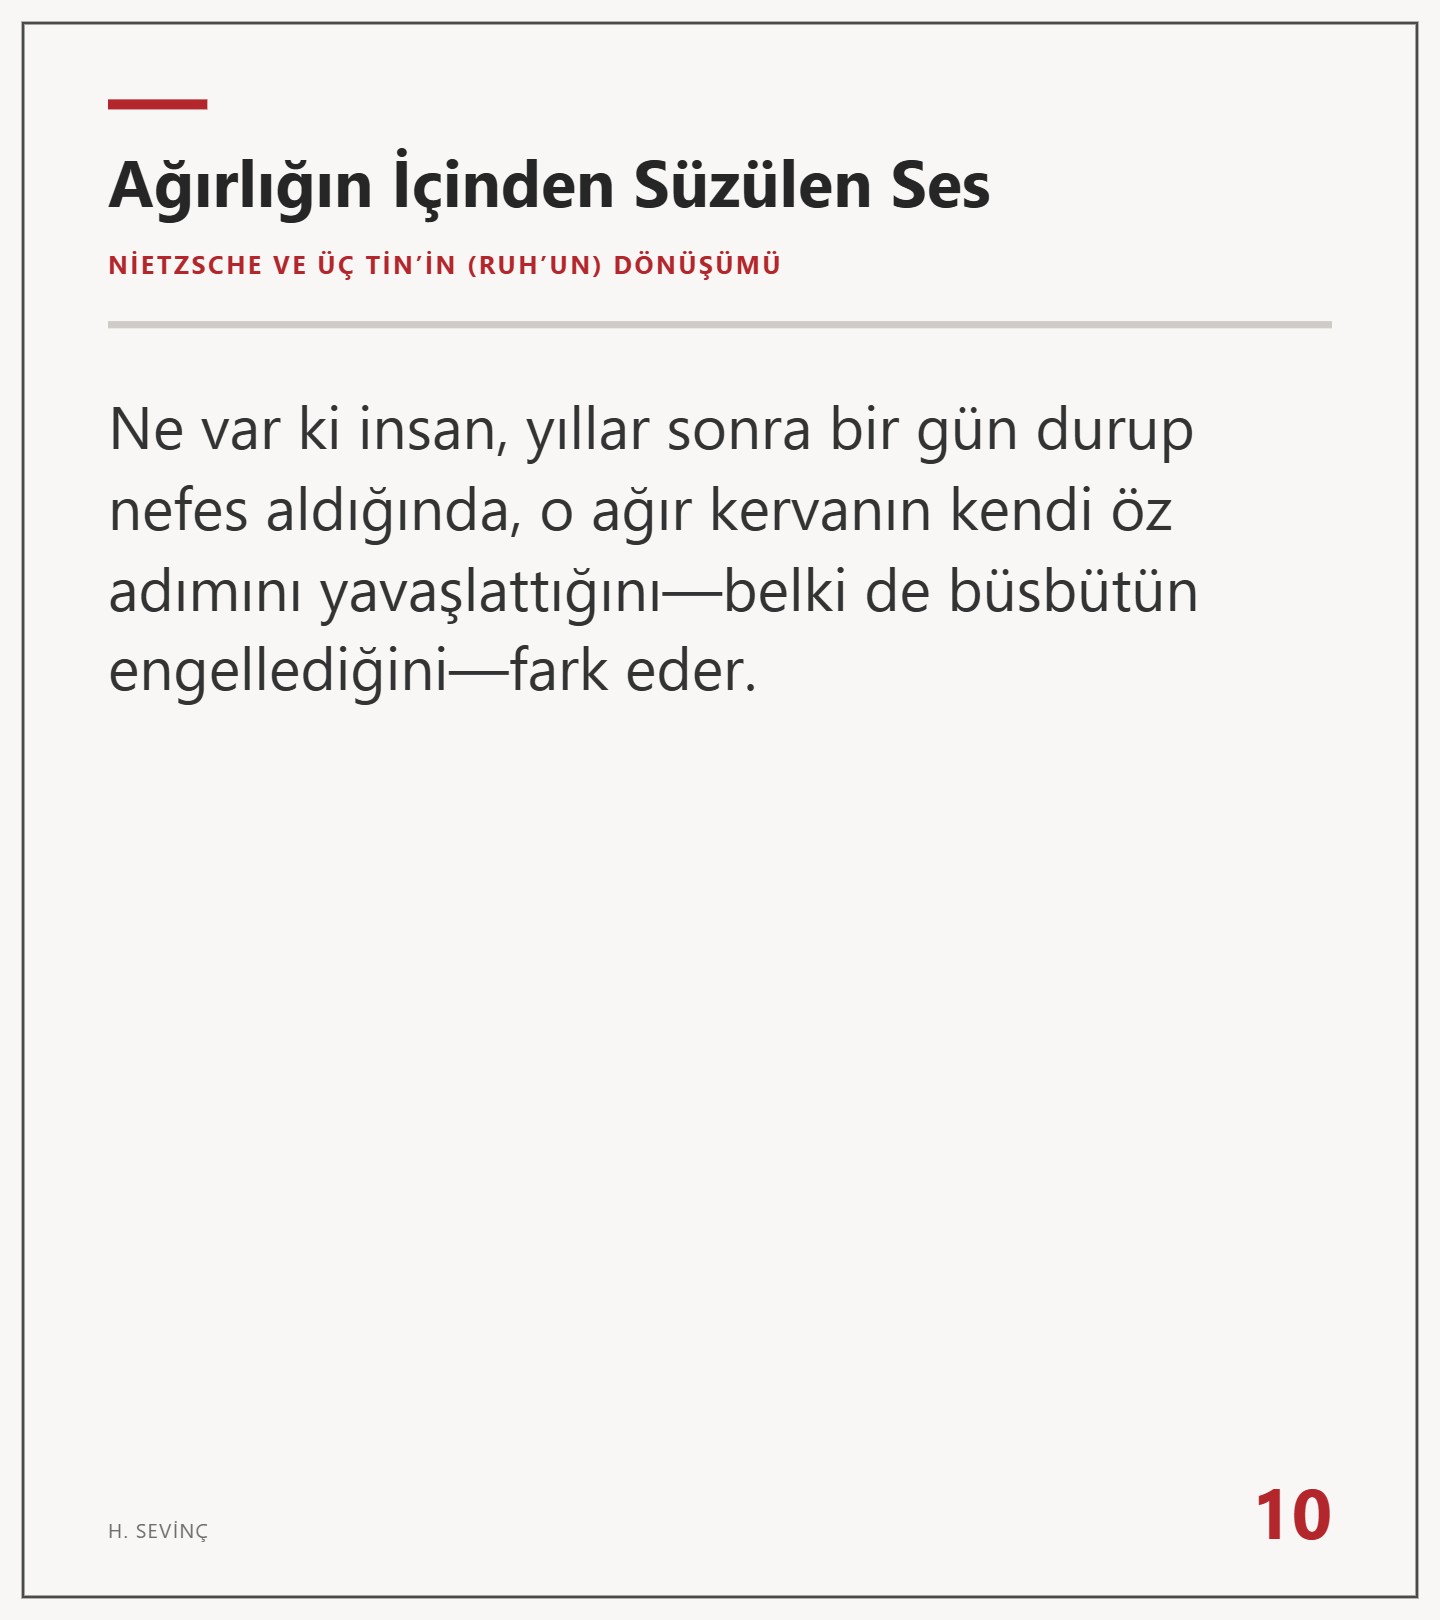 Ağırlığın İçinden Süzülen Ses
NİETZSCHE VE ÜÇ TİN’İN (RUH’UN) DÖNÜŞÜMÜ
Ne var ki insan, yıllar sonra bir gün durup
nefes aldığında, o ağır kervanın kendi öz
adımını yavaşlattığını—belki de büsbütün
engellediğini—fark eder.
H. SEVİNÇ
10